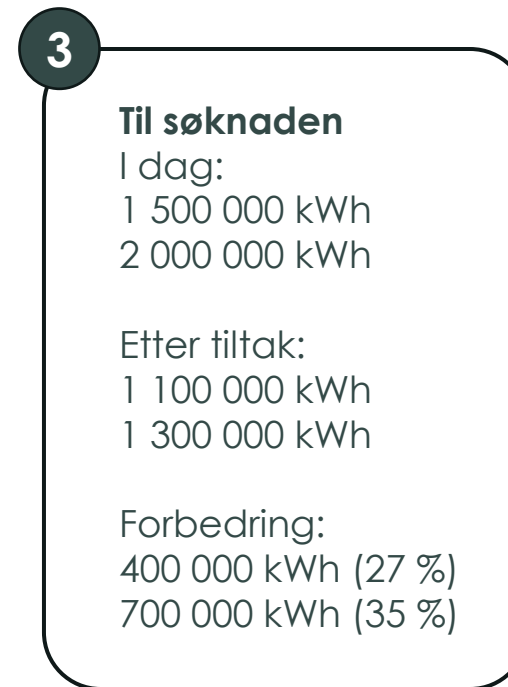 3
Til søknaden
I dag:
1 500 000 kWh
2 000 000 kWh
Etter tiltak:
1 100 000 kWh
1 300 000 kWh
Forbedring:
400 000 kWh (27 %)
700 000 kWh (35 %)